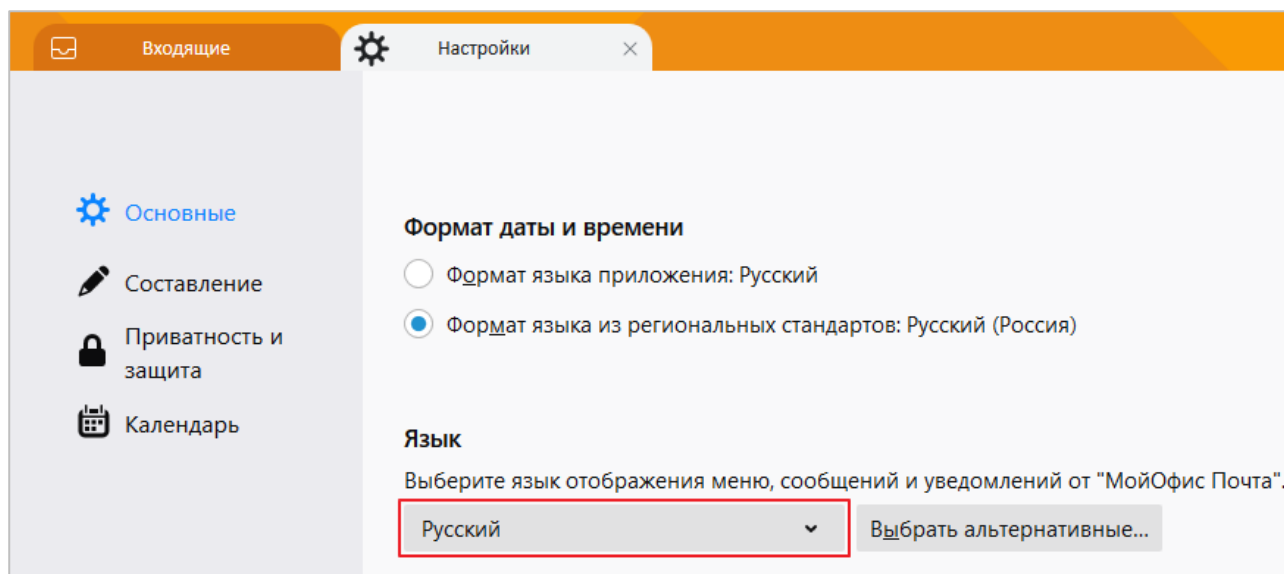 Входящие
Настройки
Основные
Составление
Приватность и
защита
Календарь
Формат даты и времени
Формат языка приложения: Русский
Формат языка из региональных стандартов: Русский (Россия)
Язык
Выберите язык отображения меню, сообщений и уведомлений от "МойОфис Почта".
Русский
Выбрать альтернативные...